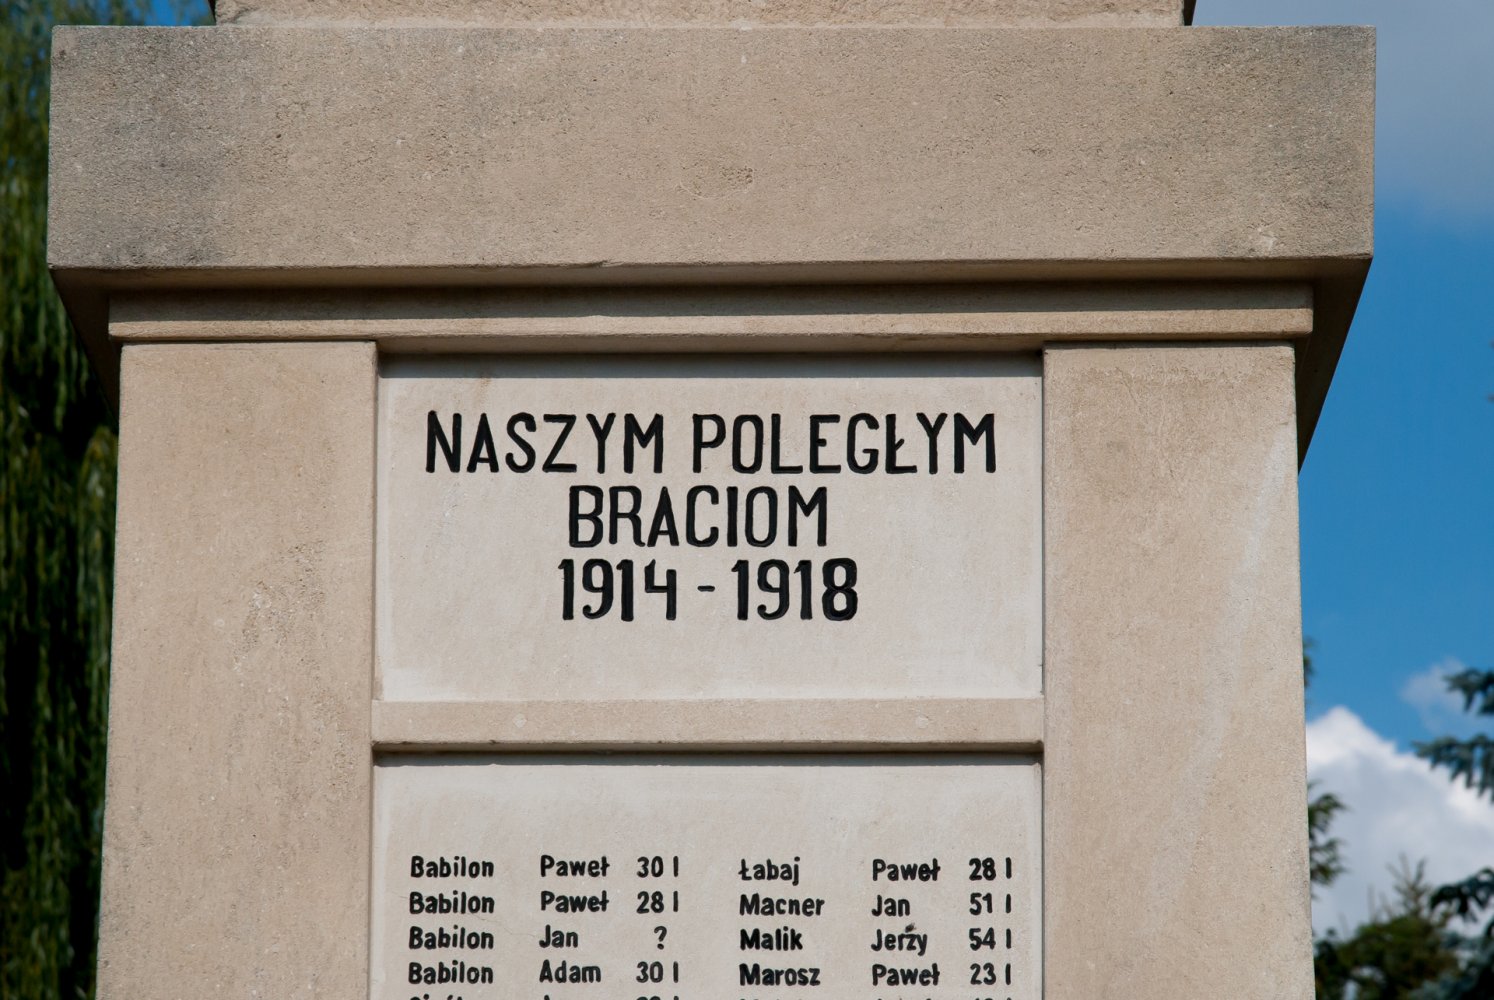 NASZYM POLEGŁYM
BRACIOM
1914 - 1918
Babilon Paweł 30 l
Babilon Paweł 28 l
Babilon Jan ?
Babilon Adam 30 l
Łabaj Paweł 28 l
Macner Jan 51 l
Malik Jerzy 54 l
Marosz Paweł 23 l